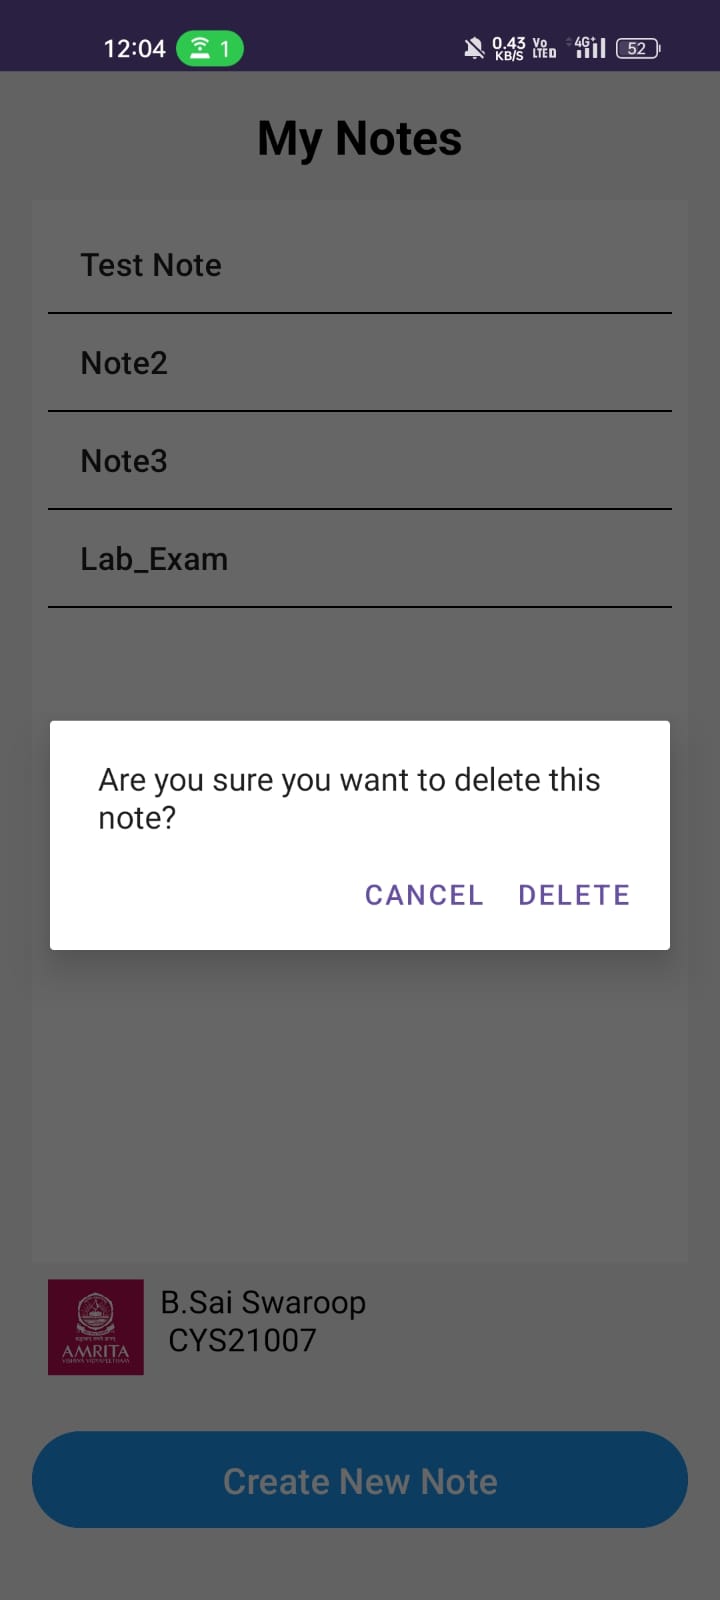 12:04 1 0.43 KB/S Vo LTED 4G+ 52
My Notes
Test Note
Note2
Note3
Lab_Exam
Are you sure you want to delete this
note?
CANCEL DELETE
B.Sai Swaroop
CYS21007
AMRITA
VISHWA VIDYAPEETHAM
Create New Note